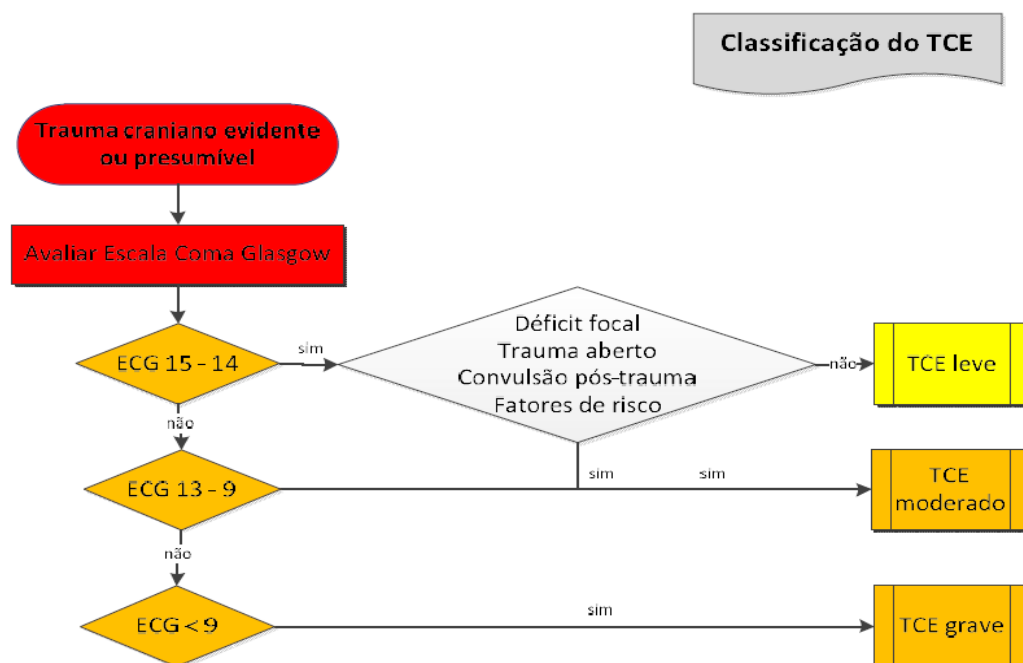 Classificação do TCE
Trauma craniano evidente
ou presumível
Avaliar Escala Coma Glasgow
ECG 15 - 14
sim
Déficit focal
Trauma aberto
Convulsão pós-trauma
Fatores de risco
não
TCE leve
não
ECG 13 - 9
sim
sim
TCE
moderado
não
ECG < 9
sim
TCE grave